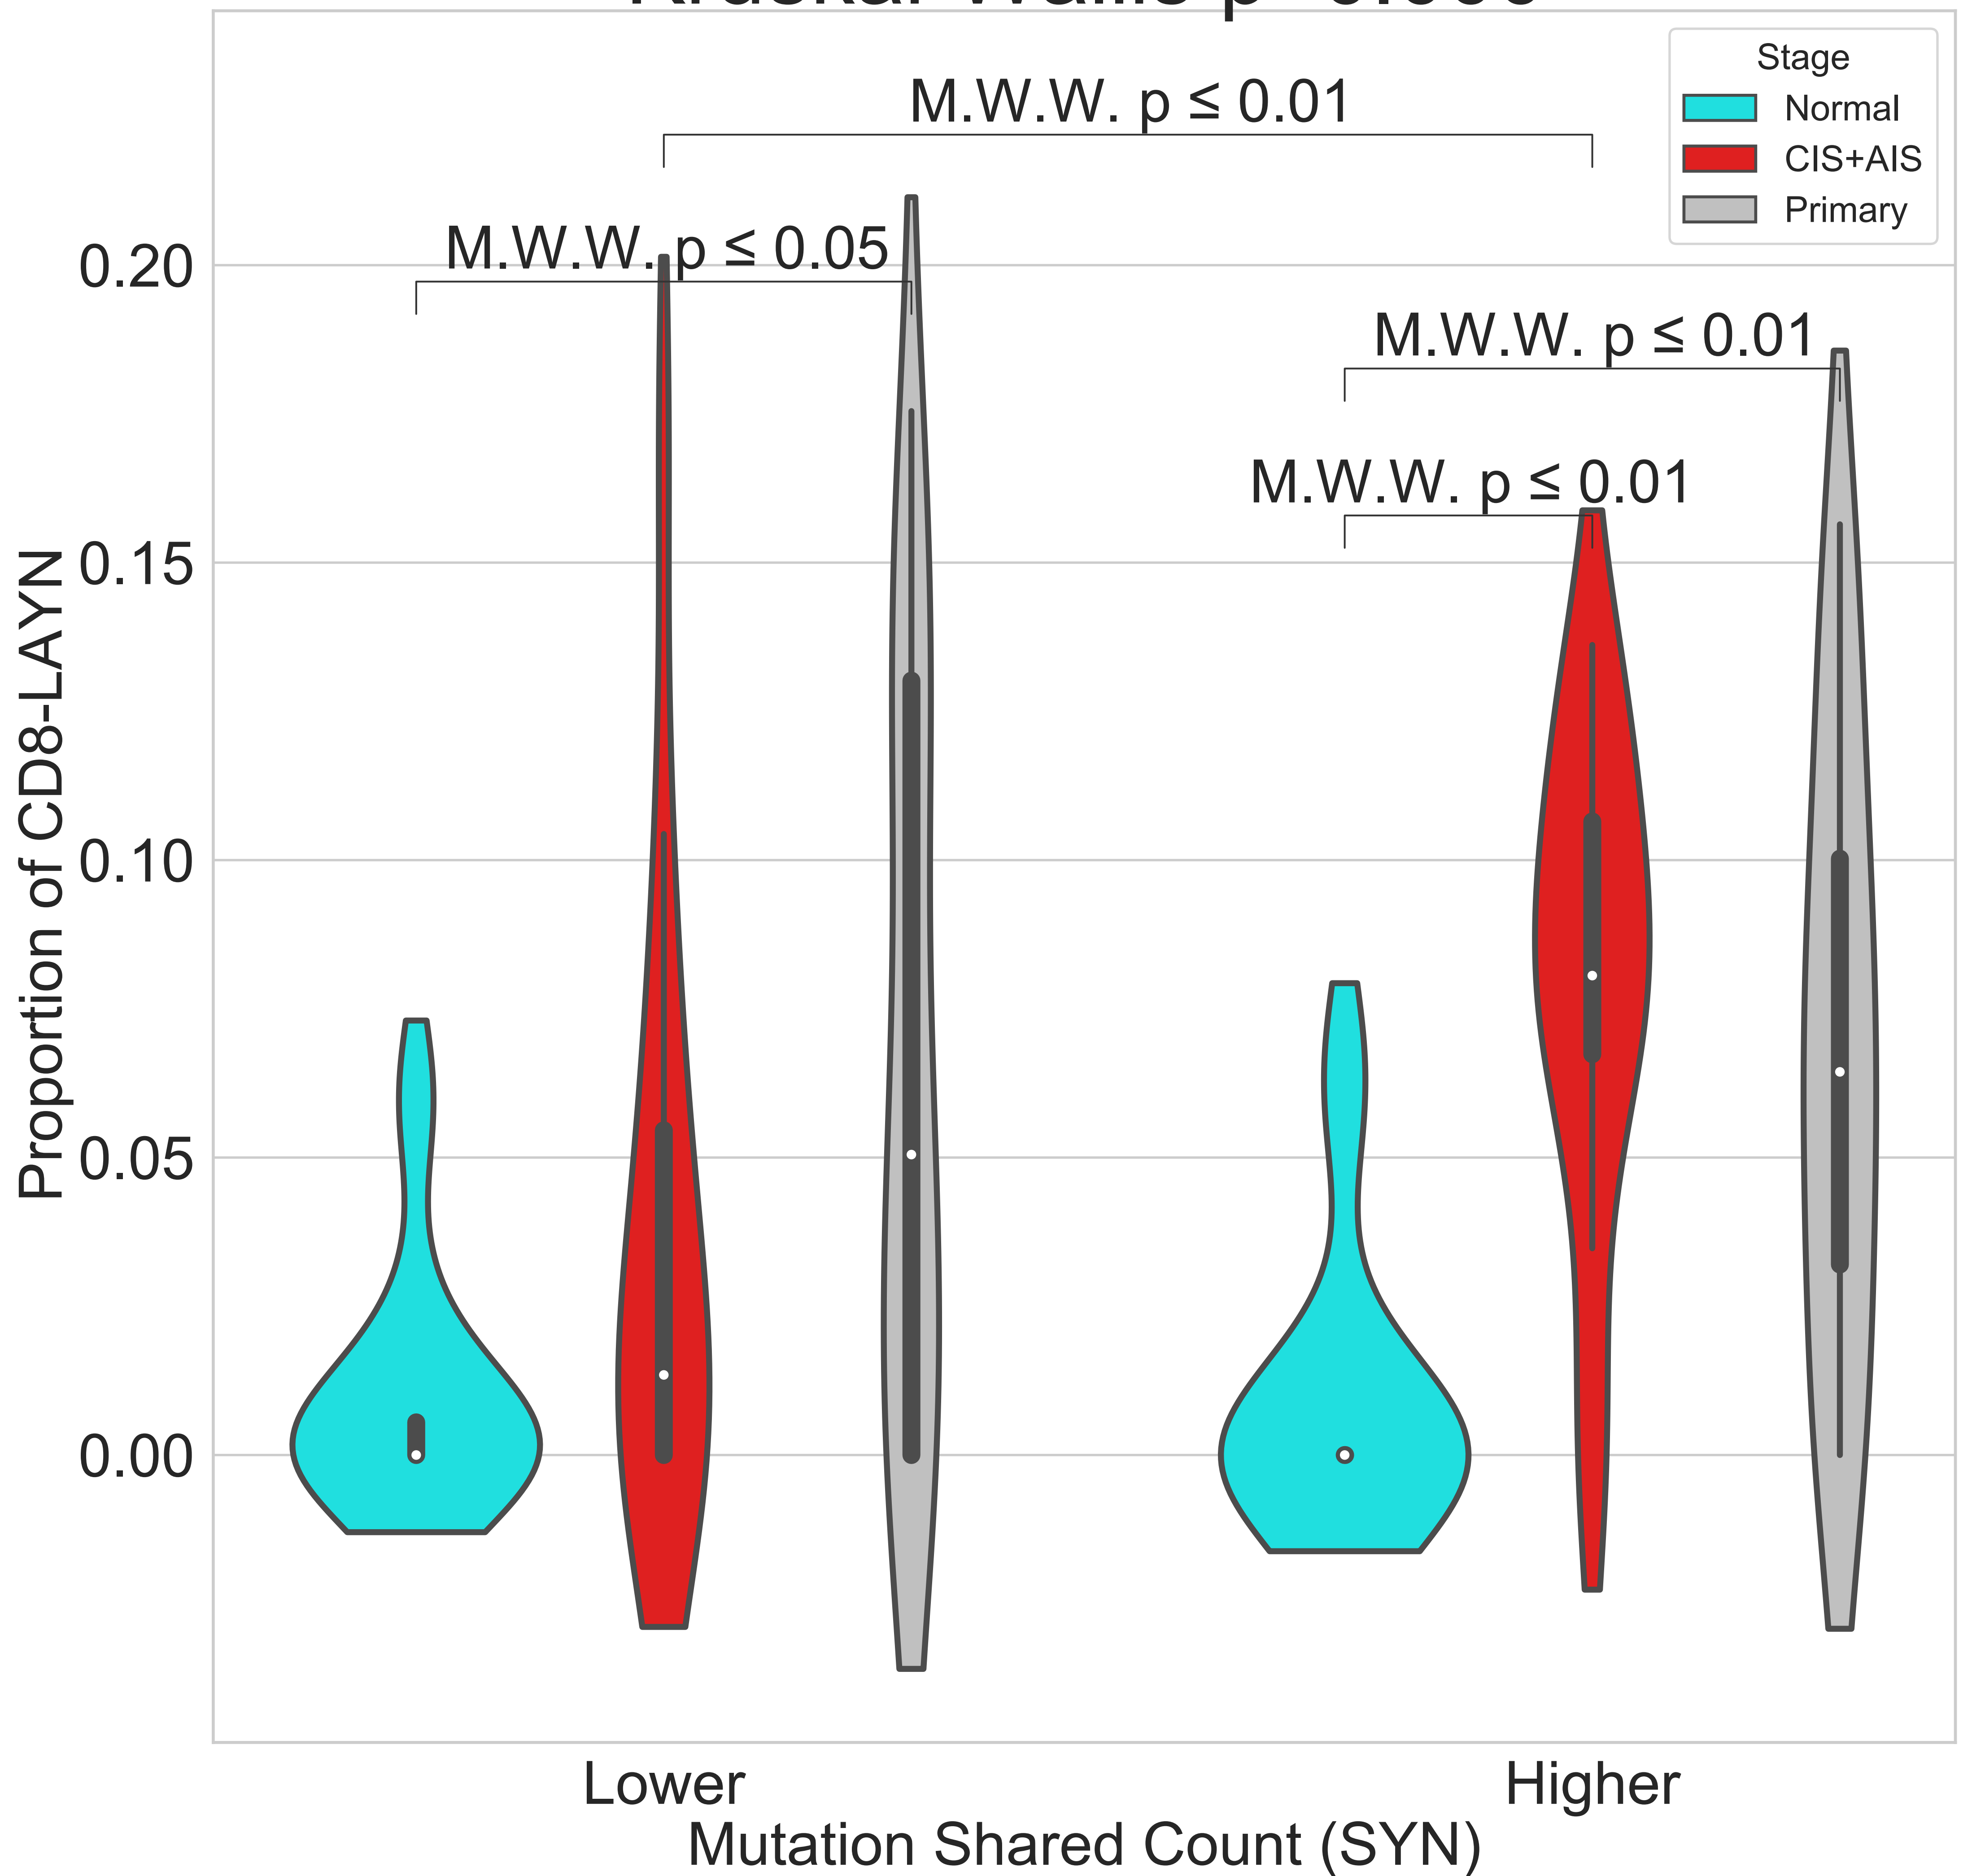 M.W.W. p ≤ 0.01
Stage
Normal
CIS+AIS
Primary
M.W.W. p ≤ 0.05
M.W.W. p ≤ 0.01
M.W.W. p ≤ 0.01
0.20
0.15
0.10
0.05
0.00
Proportion of CD8-LAYN
Lower
Higher
Mutation Shared Count (SYN)